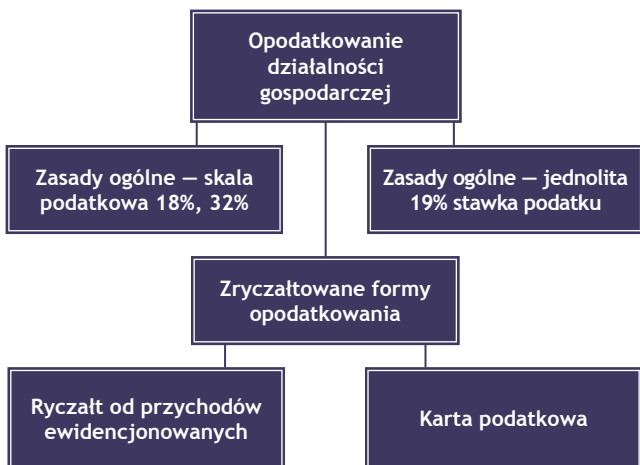 Opodatkowanie
działalności
gospodarczej
Zasady ogólne — skala
podatkowa 18%, 32%
Zasady ogólne — jednolita
19% stawka podatku
Zryczałtowane formy
opodatkowania
Ryczałt od przychodów
ewidencjonowanych
Karta podatkowa